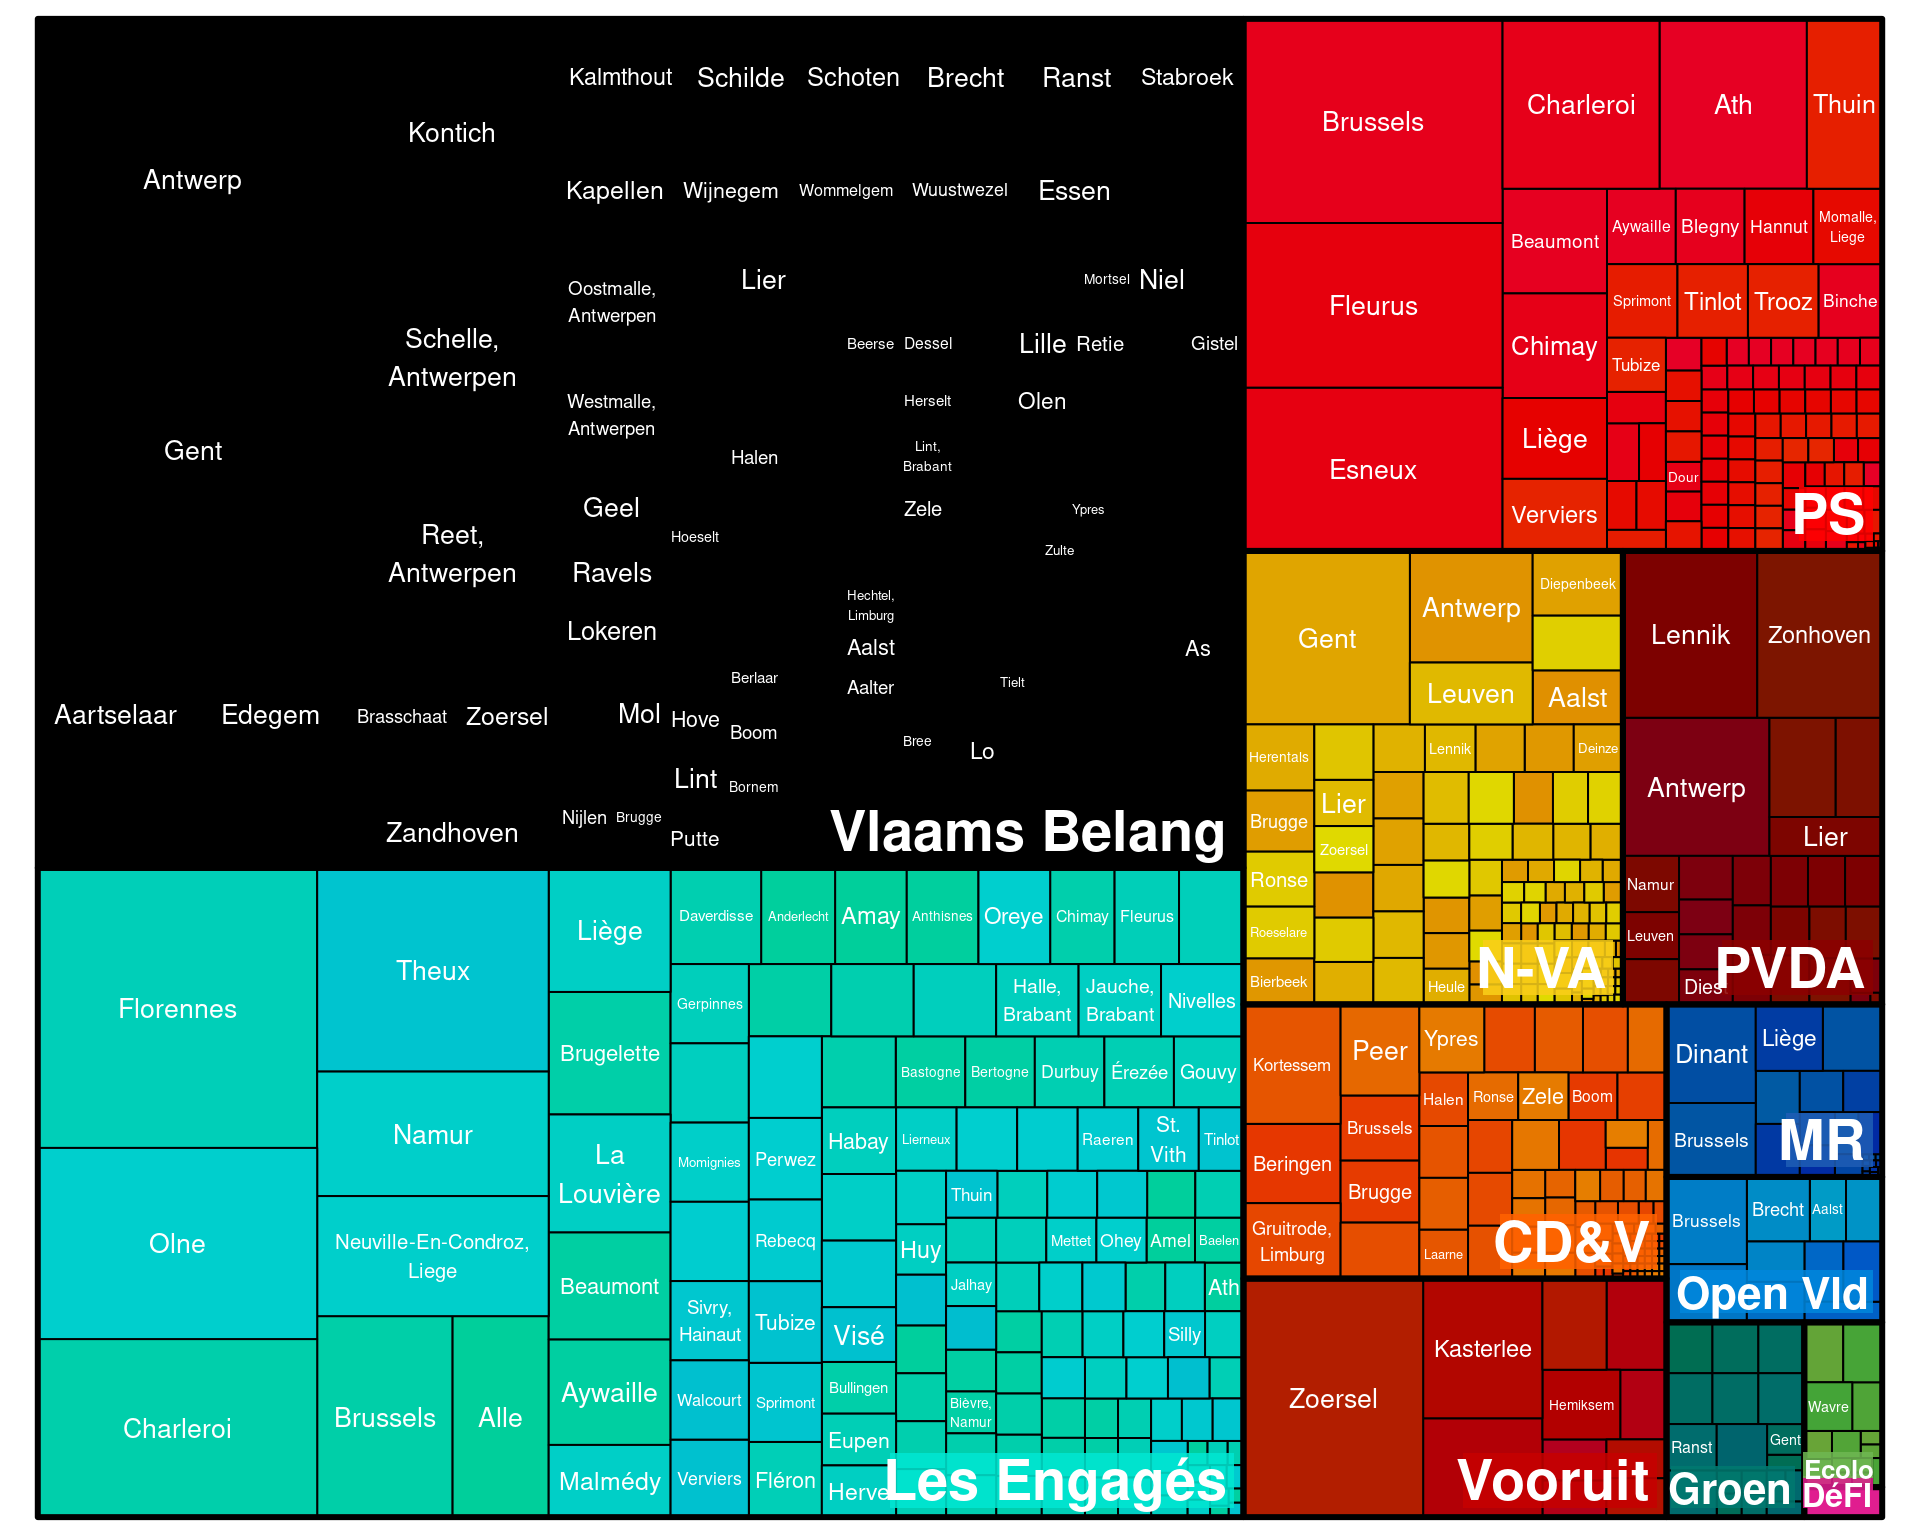 Kalmthout
Schilde
Schoten
Brecht
Ranst
Stabroek
Kontich
Antwerp
Kapellen
Wijnegem
Wommelgem
Wuustwezel
Essen
Oostmalle,
Antwerpen
Lier
Mortsel
Niel
Schelle,
Antwerpen
Beerse
Dessel
Lille
Retie
Gistel
Westmalle,
Antwerpen
Herselt
Olen
Gent
Halen
Lint,
Brabant
Geel
Zele
Ypres
Reet,
Antwerpen
Hoeselt
Zulte
Ravels
Hechtel,
Limburg
Lokeren
Aalst
As
Berlaar
Aalter
Tielt
Aartselaar
Edegem
Brasschaat
Zoersel
Mol
Hove
Boom
Bree
Lo
Lint
Bornem
Zandhoven
Nijlen
Brugge
Putte
Vlaams Belang
Brussels
Charleroi
Ath
Thuin
Beaumont
Aywaille
Blegny
Hannut
Momalle,
Liege
Fleurus
Chimay
Sprimont
Tinlot
Trooz
Binche
Tubize
Esneux
Liège
Dour
Verviers
PS
Gent
Antwerp
Diepenbeek
Leuven
Aalst
Herentals
Lennik
Deinze
Brugge
Lier
Zoersel
Ronse
Roeselare
Bierbeek
Heule
N-VA
Lennik
Zonhoven
Antwerp
Lier
Namur
Leuven
Diest
PVDA
Florennes
Theux
Liège
Daverdisse
Anderlecht
Amay
Anthisnes
Oreye
Chimay
Fleurus
Gerpinnes
Halle,
Brabant
Jauche,
Brabant
Nivelles
Brugelette
Bastogne
Bertogne
Durbuy
Érezée
Gouvy
Namur
La
Louvière
Momignies
Perwez
Habay
Lierneux
Raeren
St.
Vith
Tinlot
Olne
Neuville-En-Condroz,
Liege
Thuin
Rebecq
Huy
Mettet
Ohey
Amel
Baelen
Beaumont
Jalhay
Ath
Sivry,
Hainaut
Tubize
Visé
Silly
Charleroi
Brussels
Alle
Aywaille
Walcourt
Sprimont
Bullingen
Bièvre,
Namur
Eupen
Malmédy
Verviers
Fléron
Herve
Les Engagés
Kortessem
Peer
Ypres
Halen
Ronse
Zele
Boom
Brussels
Beringen
Brugge
Gruitrode,
Limburg
Laarne
CD&V
Dinant
Liège
Brussels
MR
Brussels
Brecht
Aalst
Open Vld
Zoersel
Kasterlee
Hemiksem
Vooruit
Ranst
Gent
Groen
Wavre
Ecolo
DéFI